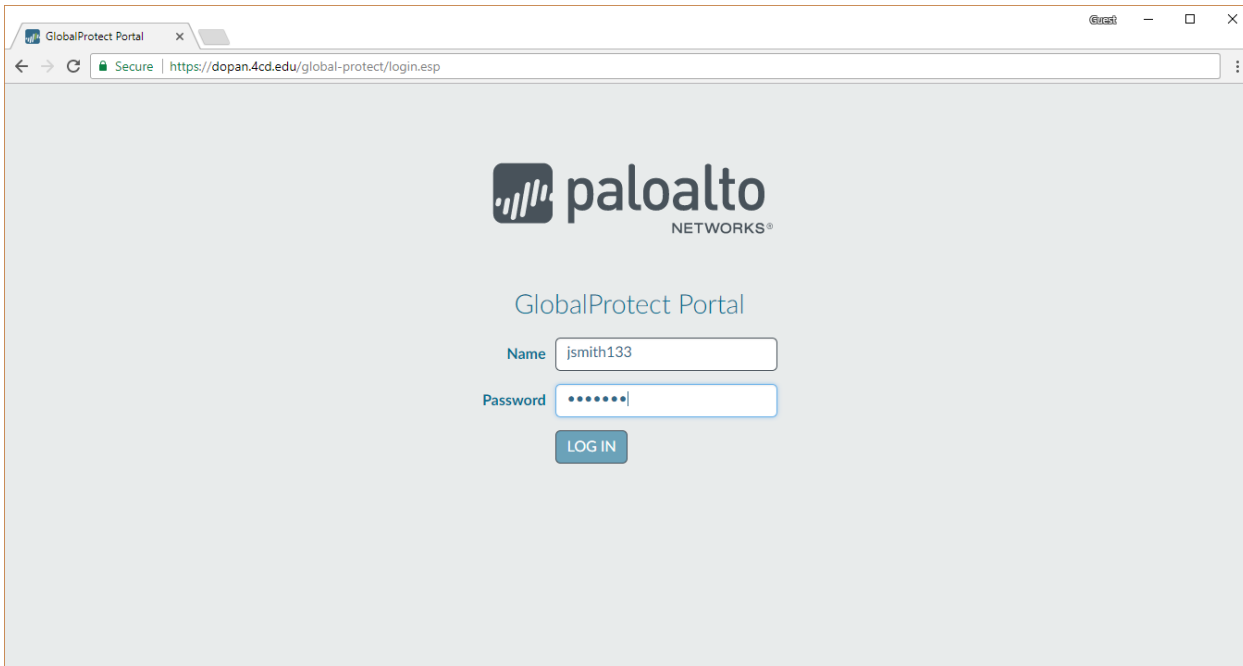 Guest
GlobalProtect Portal
Secure | https://dopan.4cd.edu/global-protect/login.esp
paloalto
NETWORKS®
GlobalProtect Portal
Name jsmith133
Password •••••••
LOG IN